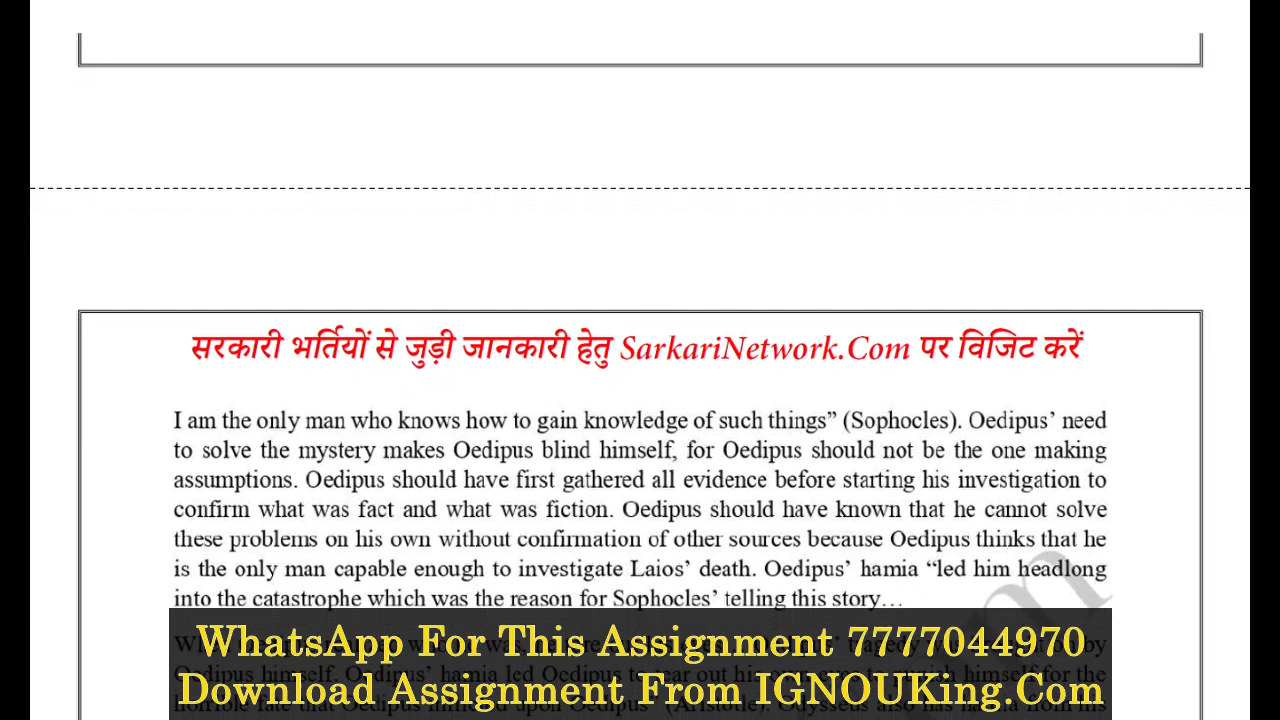 सरकारी भर्तियों से जुड़ी जानकारी हेतु SarkariNetwork.Com पर विजिट करें
I am the only man who knows how to gain knowledge of such things” (Sophocles). Oedipus’ need
to solve the mystery makes Oedipus blind himself, for Oedipus should not be the one making
assumptions. Oedipus should have first gathered all evidence before starting his investigation to
confirm what was fact and what was fiction. Oedipus should have known that he cannot solve
these problems on his own without confirmation of other sources because Oedipus thinks that he
is the only man capable enough to investigate Laios’ death. Oedipus’ hamia “led him headlong
into the catastrophe which was the reason for Sophocles’ telling this story…
WhatsApp For This Assignment 7777044970
Download Assignment From IGNOUKing.Com